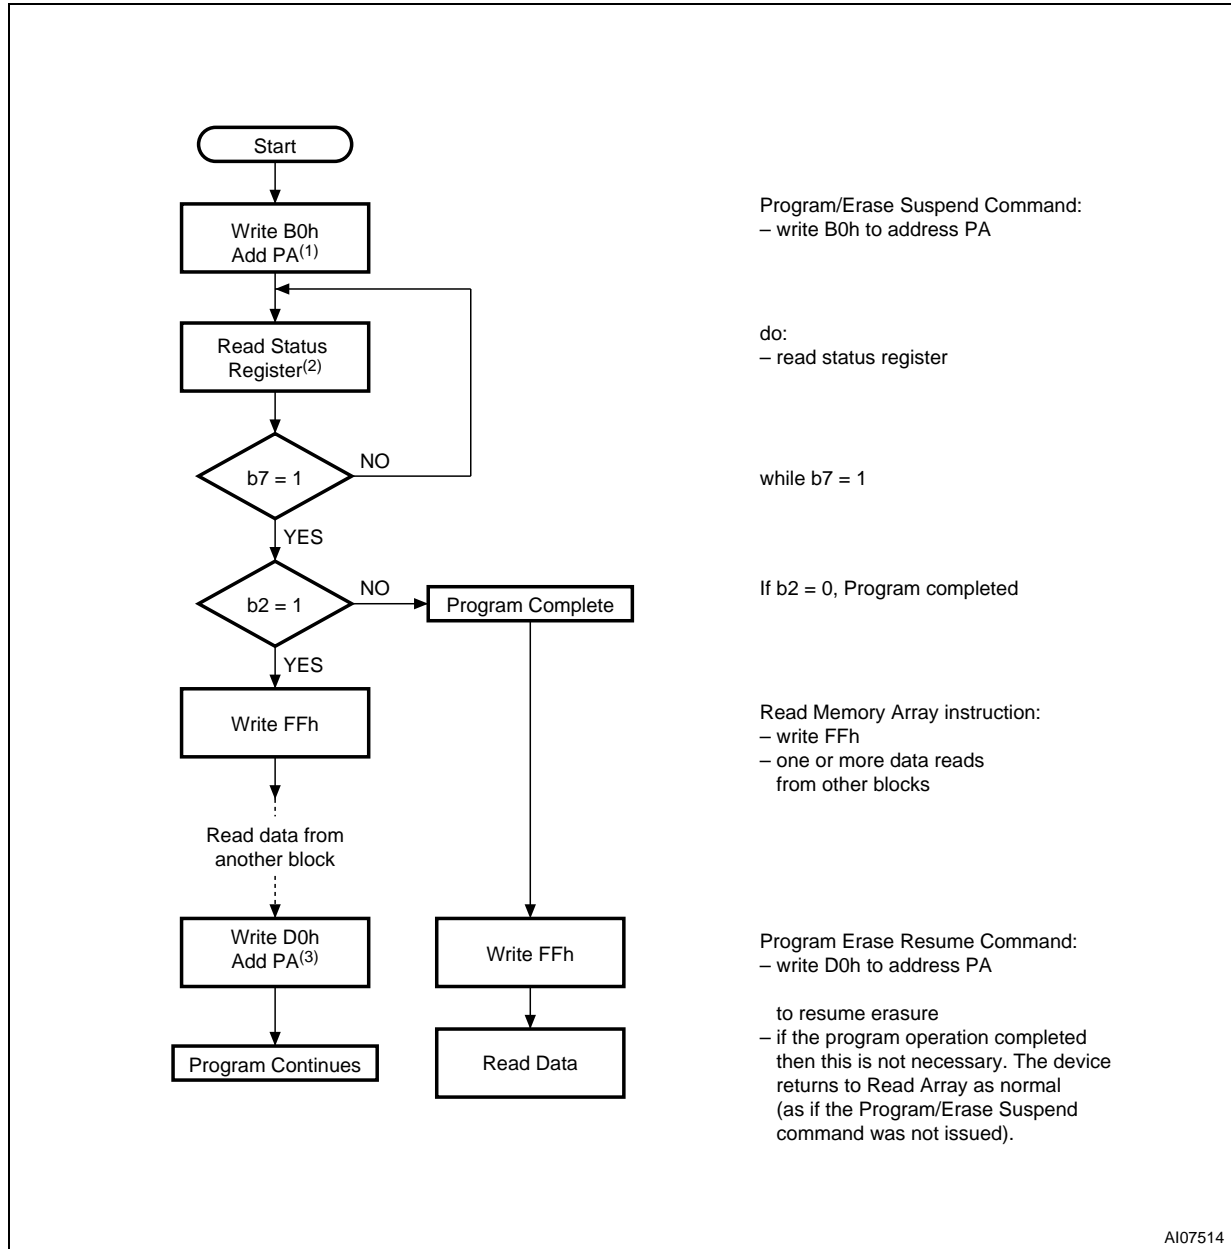 Start
Write B0h
Add PA(1)
Program/Erase Suspend Command:
– write B0h to address PA
Read Status
Register(2)
do:
– read status register
b7 = 1
NO
while b7 = 1
YES
b2 = 1
NO
Program Complete
If b2 = 0, Program completed
YES
Write FFh
Read Memory Array instruction:
– write FFh
– one or more data reads
from other blocks
Read data from
another block
Write D0h
Add PA(3)
Write FFh
Program Erase Resume Command:
– write D0h to address PA
to resume erasure
– if the program operation completed
then this is not necessary. The device
returns to Read Array as normal
(as if the Program/Erase Suspend
command was not issued).
Program Continues
Read Data
AI07514